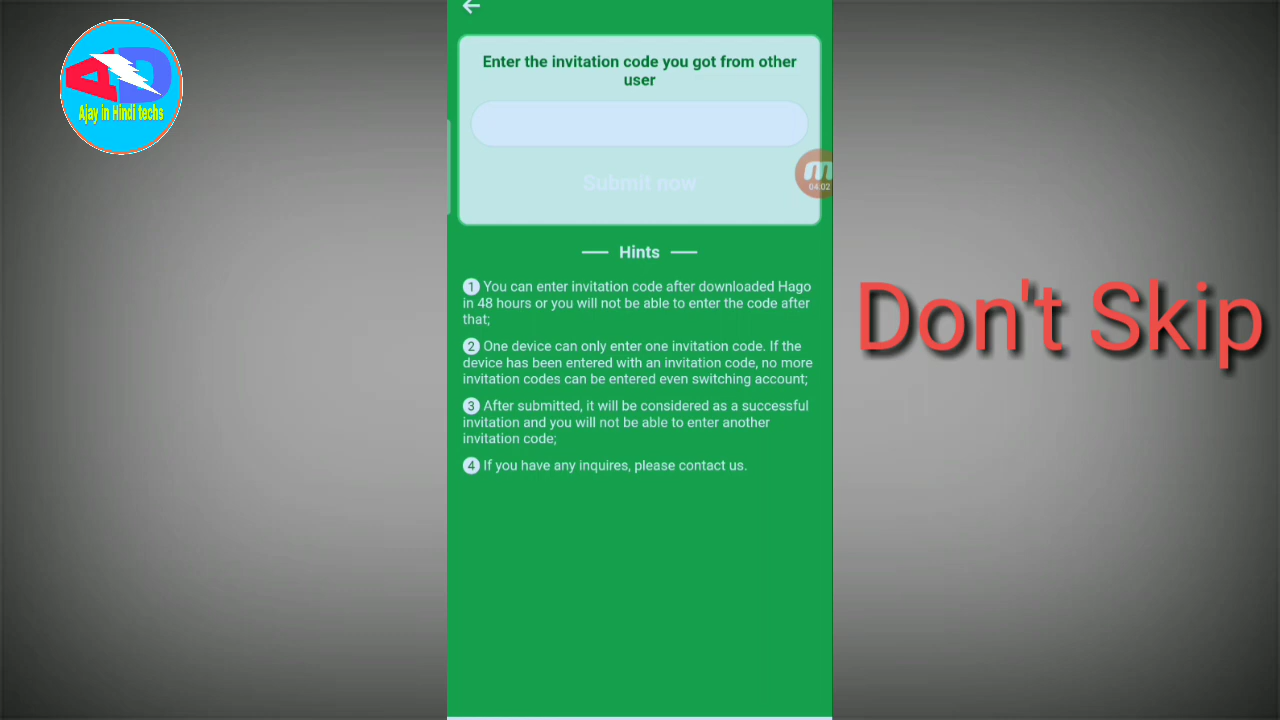 AD
Ajay in Hindi techs
Enter the invitation code you got from other
user
Submit now
04:02
Hints
1 You can enter invitation code after downloaded Hago
in 48 hours or you will not be able to enter the code after
that;
2 One device can only enter one invitation code. If the
device has been entered with an invitation code, no more
invitation codes can be entered even switching account;
3 After submitted, it will be considered as a successful
invitation and you will not be able to enter another
invitation code;
4 If you have any inquires, please contact us.
Don't Skip